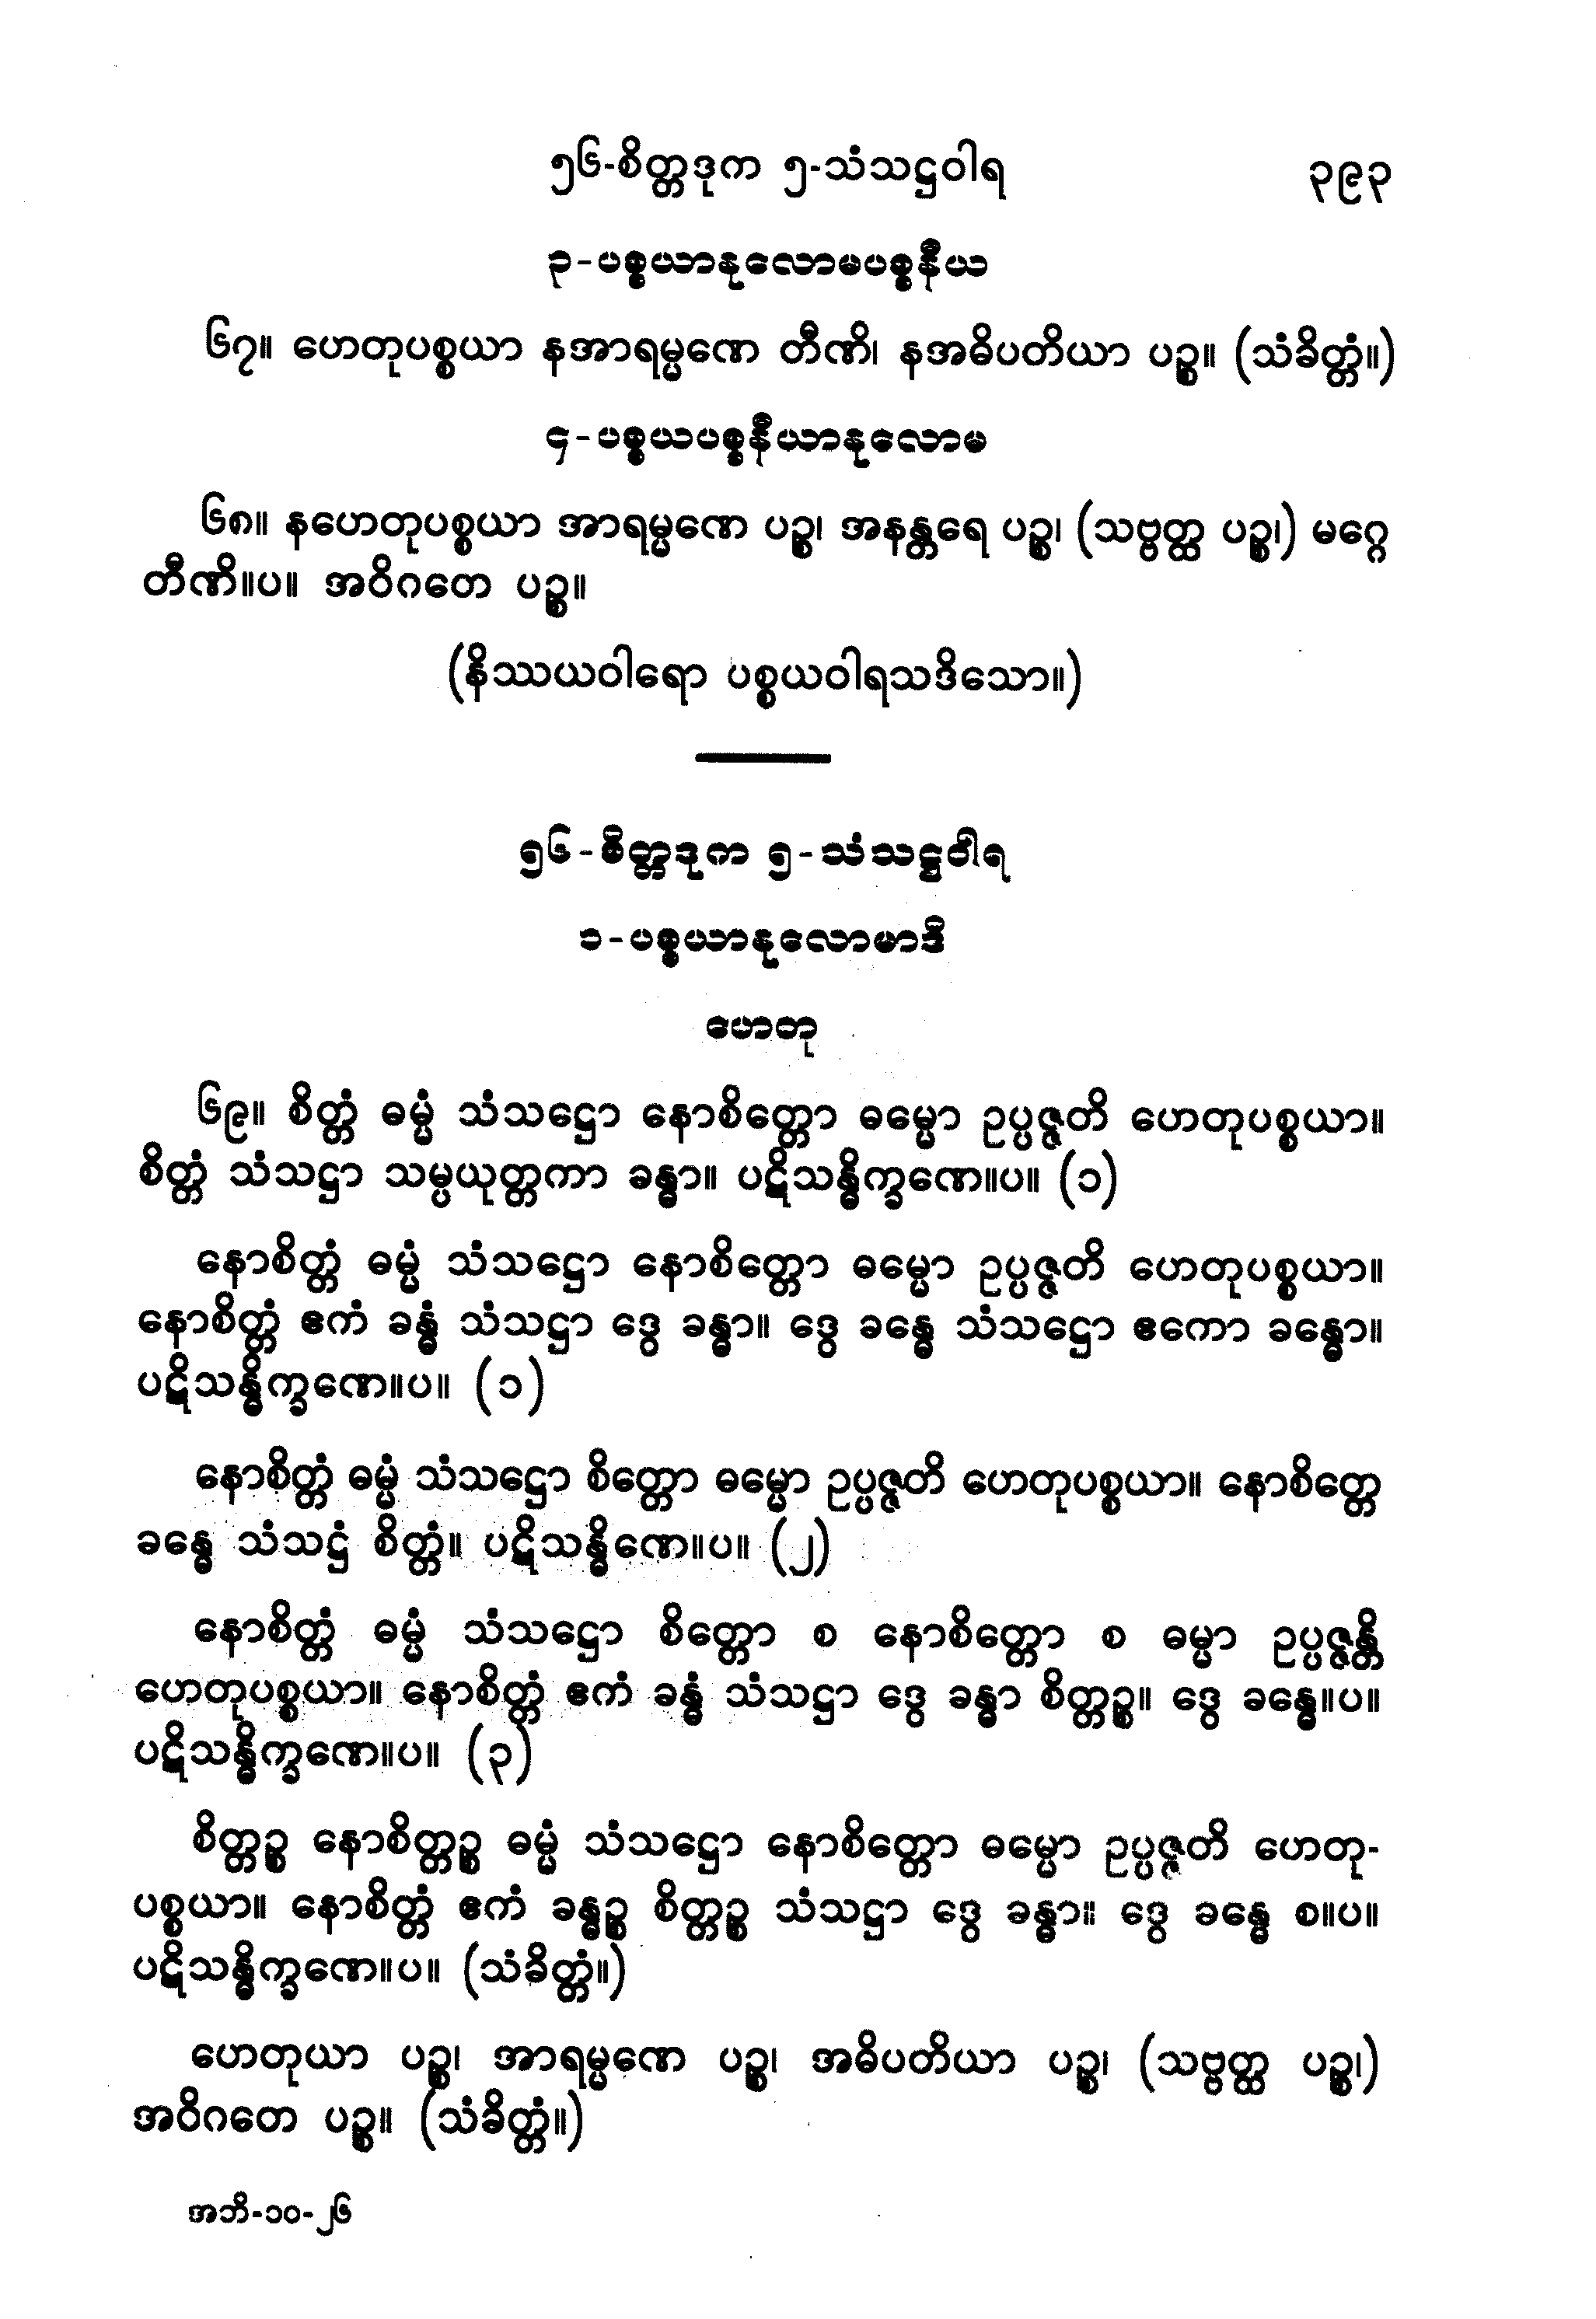 ၅၆-စိတ္တဒုက ၅-သံသဋ္ဌဝါရ ၃၉၃
၃-ပစ္စယာနုလောမပစ္စနီယ
၆၇။ ဟေတုပစ္စယာ နအာရမ္မဏေ တီဏိ၊ နအဓိပတိယာ ပဉ္စ။ (သံခိတ္တံ။)
၄-ပစ္စယပစ္စနီယာနုလောမ
၆၈။ နဟေတုပစ္စယာ အာရမ္မဏေ ပဉ္စ၊ အနန္တရေ ပဉ္စ၊ (သဗ္ဗတ္ထ ပဉ္စ၊) မဂ္ဂေ
တီဏိ။ပ။ အဝိဂတေ ပဉ္စ။
(နိဿယဝါရော ပစ္စယဝါရသဒိသော။)
၅၆-စိတ္တဒုက ၅-သံသဋ္ဌဝါရ
၁-ပစ္စယာနုလောမာဒိ
ဟေတု
၆၉။ စိတ္တံ ဓမ္မံ သံသဋ္ဌော နောစိတ္တော ဓမ္မော ဥပ္ပဇ္ဇတိ ဟေတုပစ္စယာ။
စိတ္တံ သံသဋ္ဌာ သမ္ပယုတ္တကာ ခန္ဓာ။ ပဋိသန္ဓိက္ခဏေ။ပ။ (၁)
နောစိတ္တံ ဓမ္မံ သံသဋ္ဌော နောစိတ္တော ဓမ္မော ဥပ္ပဇ္ဇတိ ဟေတုပစ္စယာ။
နောစိတ္တံ ဧကံ ခန္ဓံ သံသဋ္ဌာ ဒွေ ခန္ဓာ။ ဒွေ ခန္ဓေ သံသဋ္ဌော ဧကော ခန္ဓော။
ပဋိသန္ဓိက္ခဏေ။ပ။ (၁)
နောစိတ္တံ ဓမ္မံ သံသဋ္ဌော စိတ္တော ဓမ္မော ဥပ္ပဇ္ဇတိ ဟေတုပစ္စယာ။ နောစိတ္တေ
ခန္ဓေ သံသဋ္ဌံ စိတ္တံ။ ပဋိသန္ဓိဏေ။ပ။ (၂)
နောစိတ္တံ ဓမ္မံ သံသဋ္ဌော စိတ္တော စ နောစိတ္တော စ ဓမ္မာ ဥပ္ပဇ္ဇန္တိ
ဟေတုပစ္စယာ။ နောစိတ္တံ ဧကံ ခန္ဓံ သံသဋ္ဌာ ဒွေ ခန္ဓာ စိတ္တဉ္စ။ ဒွေ ခန္ဓေ။ပ။
ပဋိသန္ဓိက္ခဏေ။ပ။ (၃)
စိတ္တဉ္စ နောစိတ္တဉ္စ ဓမ္မံ သံသဋ္ဌော နောစိတ္တော ဓမ္မော ဥပ္ပဇ္ဇတိ ဟေတု-
ပစ္စယာ။ နောစိတ္တံ ဧကံ ခန္ဓဉ္စ စိတ္တဉ္စ သံသဋ္ဌာ ဒွေ ခန္ဓာ။ ဒွေ ခန္ဓေ စ။ပ။
ပဋိသန္ဓိက္ခဏေ။ပ။ (သံခိတ္တံ။)
ဟေတုယာ ပဉ္စ၊ အာရမ္မဏေ ပဉ္စ၊ အဓိပတိယာ ပဉ္စ၊ (သဗ္ဗတ္ထ ပဉ္စ၊)
အဝိဂတေ ပဉ္စ။ (သံခိတ္တံ။)
အဘိ-၁၀-၂၆